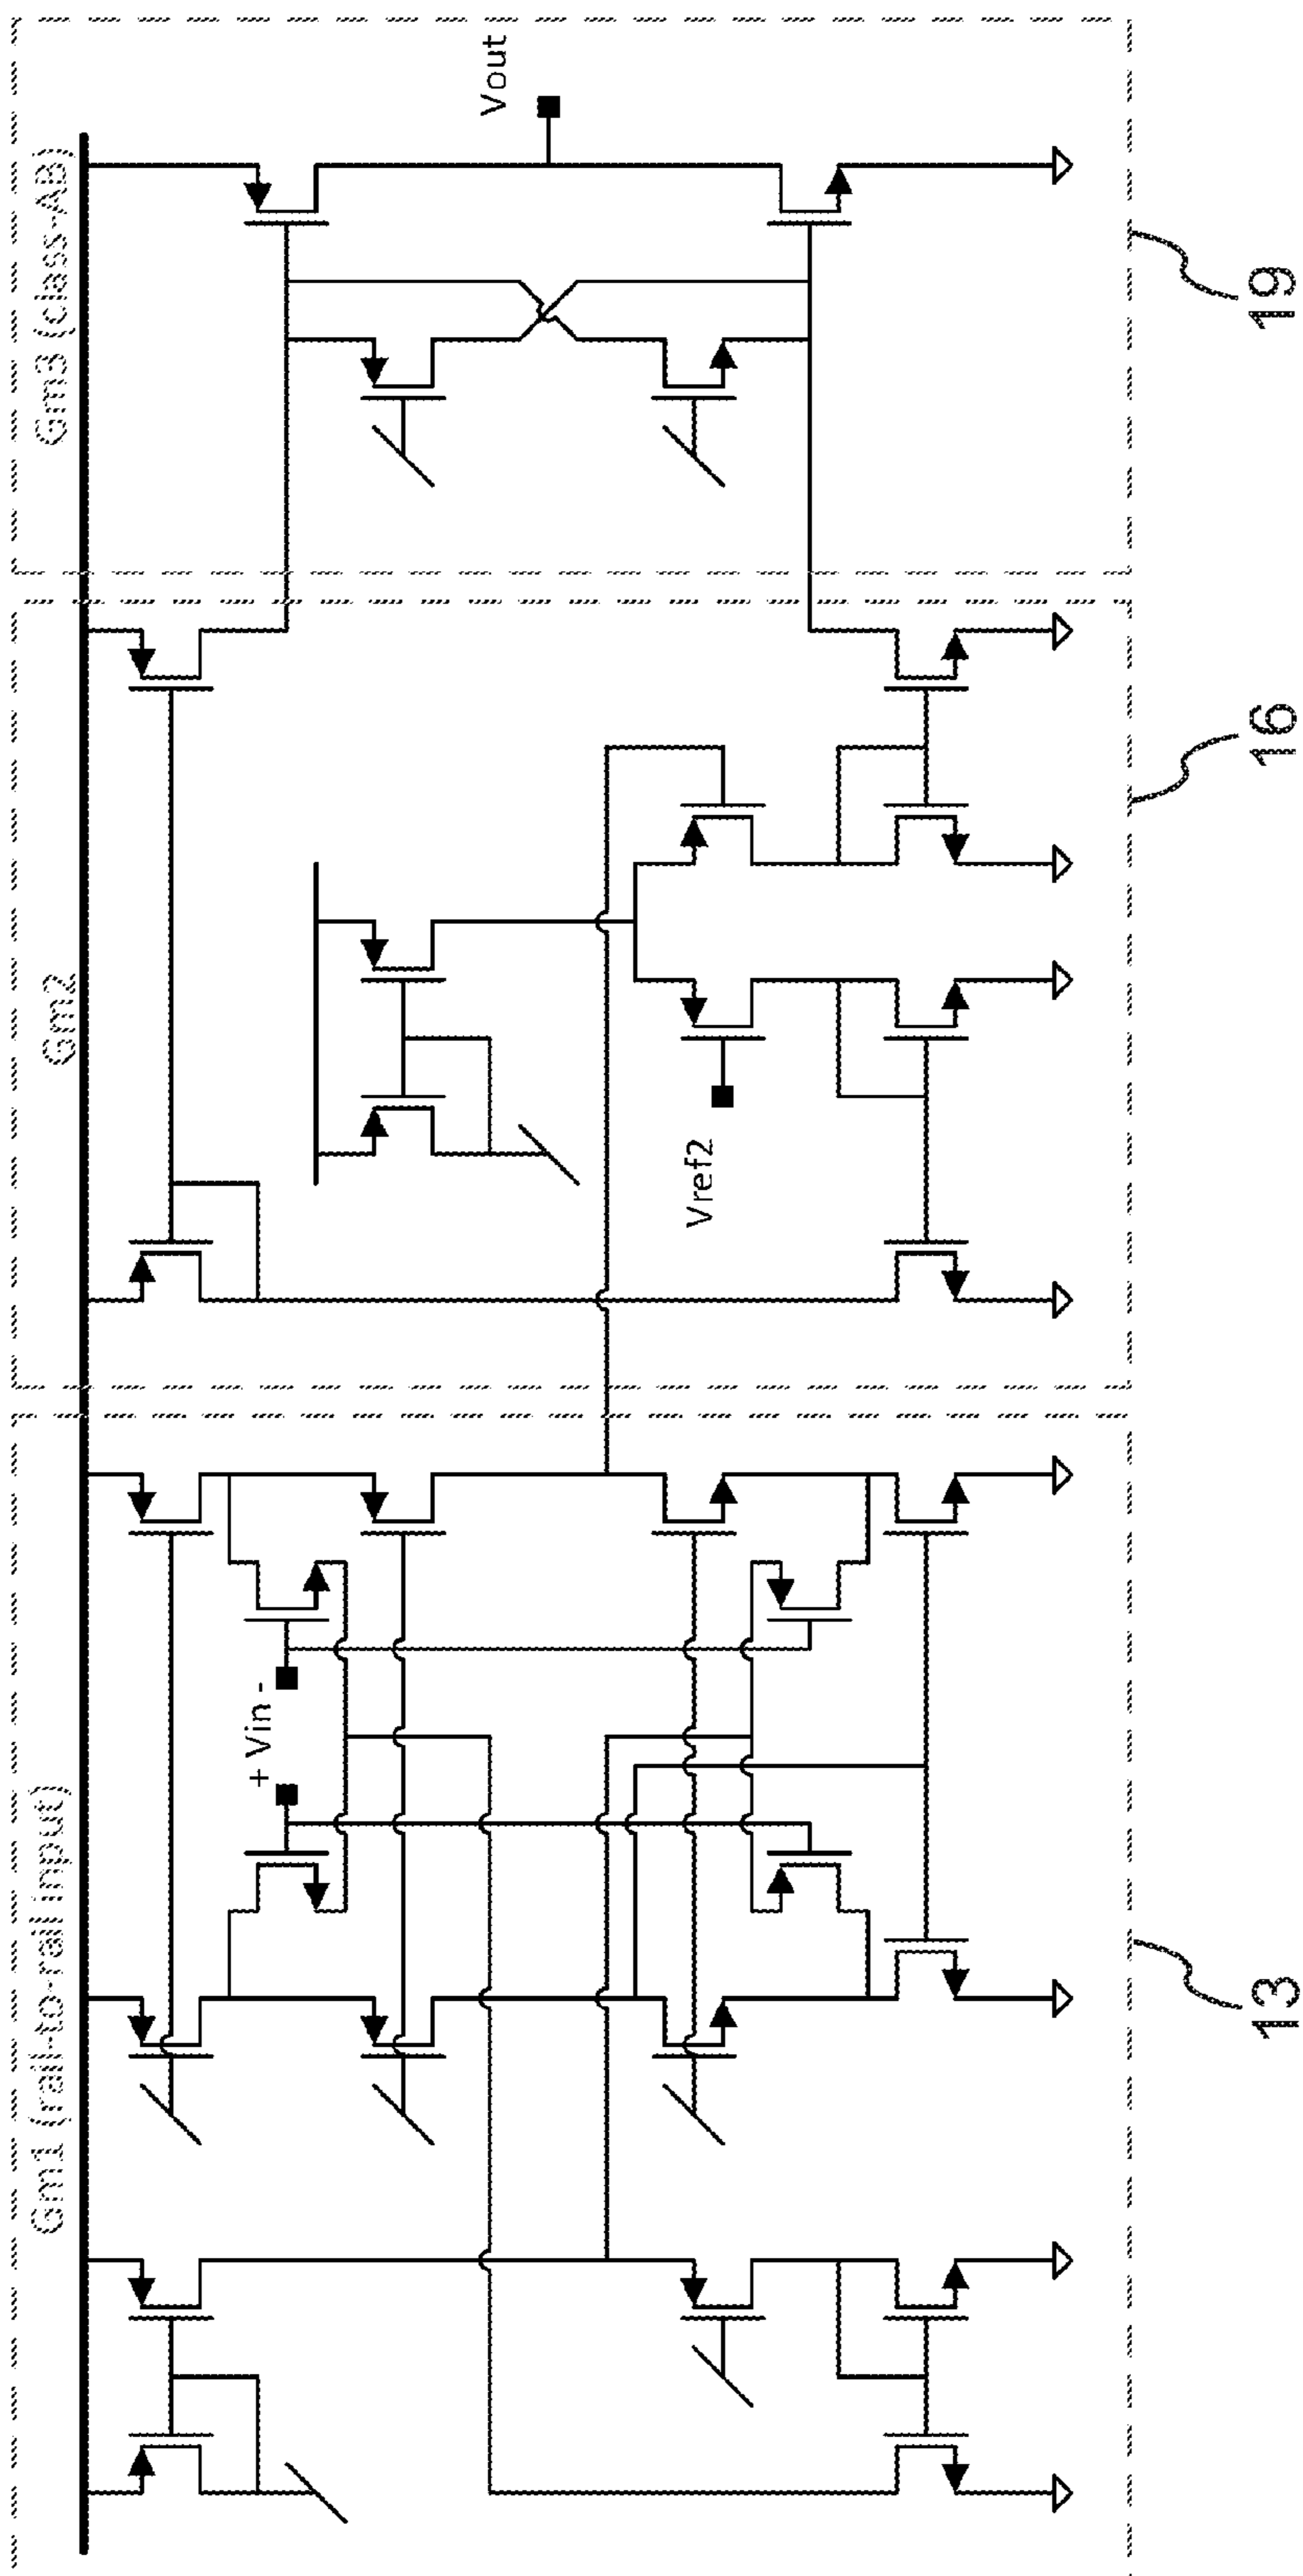 Gm1 (rail-to-rail input)
Gm2
Gm3 (class-AB)
+ Vin -
Vref2
Vout
13
16
19